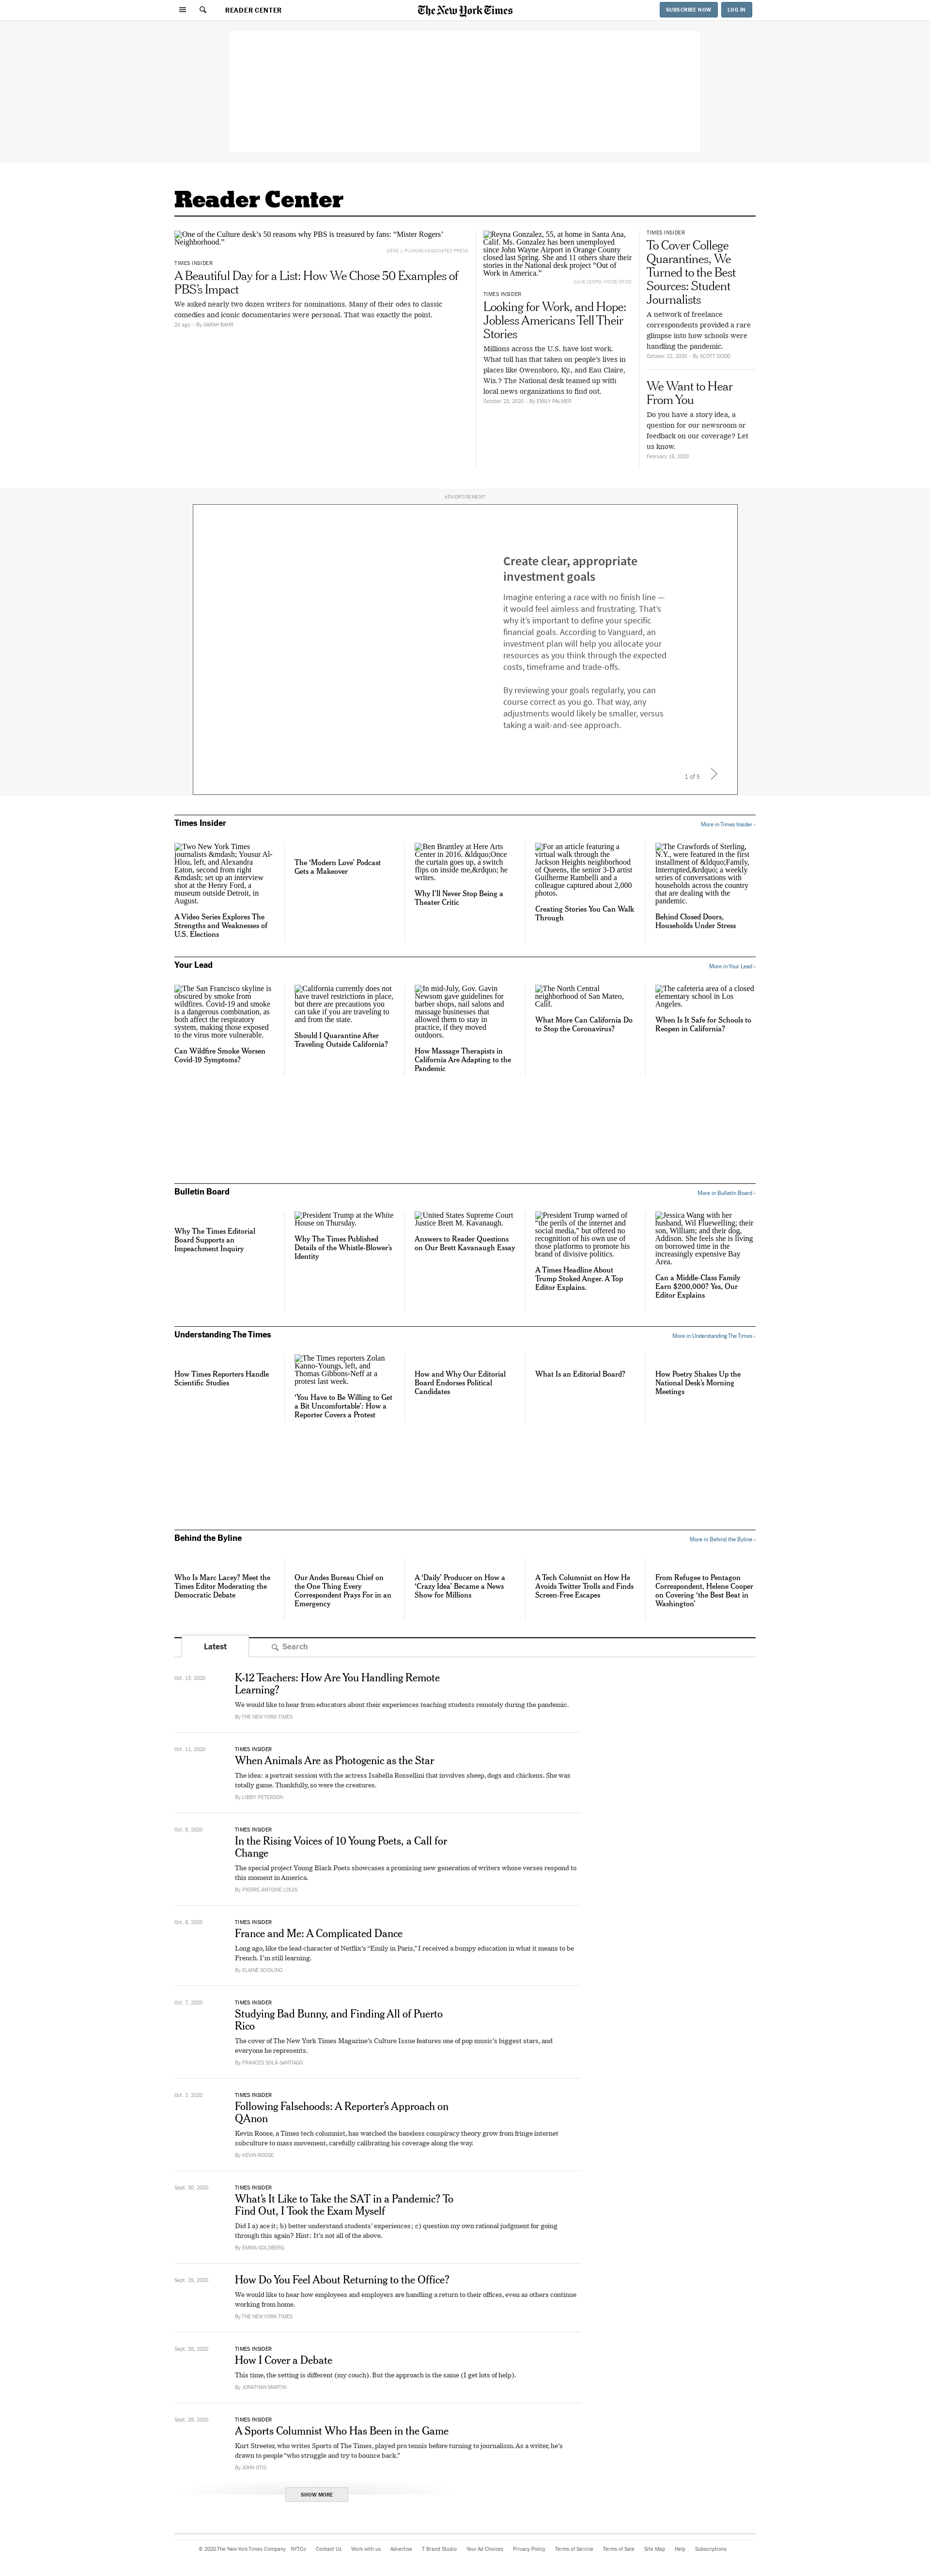 READER CENTER
The New York Times
SUBSCRIBE NOW
LOG IN
Reader Center
One of the Culture desk's 50 reasons why PBS is treasured by fans: “Mister Rogers’
Neighborhood.”
GENE J. PUSKAR/ASSOCIATED PRESS
TIMES INSIDER
A Beautiful Day for a List: How We Chose 50 Examples of
PBS’s Impact
We asked nearly two dozen writers for nominations. Many of their odes to classic
comedies and iconic documentaries were personal. That was exactly the point.
2d ago - By SARAH BAHR
Reyna Gonzalez, 55, at home in Santa Ana,
Calif. Ms. Gonzalez has been unemployed
since John Wayne Airport in Orange County
closed last Spring. She and 11 others share their
stories in the National desk project “Out of
Work in America.”
JULIE LEOPO/VOICE OF OC
TIMES INSIDER
Looking for Work, and Hope:
Jobless Americans Tell Their
Stories
Millions across the U.S. have lost work.
What toll has that taken on people’s lives in
places like Owensboro, Ky., and Eau Claire,
Wis.? The National desk teamed up with
local news organizations to find out.
October 23, 2020 - By EMILY PALMER
TIMES INSIDER
To Cover College
Quarantines, We
Turned to the Best
Sources: Student
Journalists
A network of freelance
correspondents provided a rare
glimpse into how schools were
handling the pandemic.
October 22, 2020 - By SCOTT DODD
We Want to Hear
From You
Do you have a story idea, a
question for our newsroom or
feedback on our coverage? Let
us know.
February 18, 2020
ADVERTISEMENT
Create clear, appropriate
investment goals
Imagine entering a race with no finish line —
it would feel aimless and frustrating. That’s
why it’s important to define your specific
financial goals. According to Vanguard, an
investment plan will help you allocate your
resources as you think through the expected
costs, timeframe and trade-offs.
By reviewing your goals regularly, you can
course correct as you go. That way, any
adjustments would likely be smaller, versus
taking a wait-and-see approach.
1 of 5
Times Insider
More in Times Insider ›
Two New York Times
journalists &mdash; Yousur Al-
Hlou, left, and Alexandra
Eaton, second from right
&mdash; set up an interview
shot at the Henry Ford, a
museum outside Detroit, in
August.
A Video Series Explores The
Strengths and Weaknesses of
U.S. Elections
The ‘Modern Love’ Podcast
Gets a Makeover
Ben Brantley at Here Arts
Center in 2016. &ldquo;Once
the curtain goes up, a switch
flips on inside me,&rdquo; he
writes.
Why I’ll Never Stop Being a
Theater Critic
For an article featuring a
virtual walk through the
Jackson Heights neighborhood
of Queens, the senior 3-D artist
Guilherme Rambelli and a
colleague captured about 2,000
photos.
Creating Stories You Can Walk
Through
The Crawfords of Sterling,
N.Y., were featured in the first
installment of &ldquo;Family,
Interrupted,&rdquo; a weekly
series of conversations with
households across the country
that are dealing with the
pandemic.
Behind Closed Doors,
Households Under Stress
Your Lead
More in Your Lead ›
The San Francisco skyline is
obscured by smoke from
wildfires. Covid-19 and smoke
is a dangerous combination, as
both affect the respiratory
system, making those exposed
to the virus more vulnerable.
Can Wildfire Smoke Worsen
Covid-19 Symptoms?
California currently does not
have travel restrictions in place,
but there are precautions you
can take if you are traveling to
and from the state.
Should I Quarantine After
Traveling Outside California?
In mid-July, Gov. Gavin
Newsom gave guidelines for
barber shops, nail salons and
massage businesses that
allowed them to stay in
practice, if they moved
outdoors.
How Massage Therapists in
California Are Adapting to the
Pandemic
The North Central
neighborhood of San Mateo,
Calif.
What More Can California Do
to Stop the Coronavirus?
The cafeteria area of a closed
elementary school in Los
Angeles.
When Is It Safe for Schools to
Reopen in California?
Bulletin Board
More in Bulletin Board ›
Why The Times Editorial
Board Supports an
Impeachment Inquiry
President Trump at the White
House on Thursday.
Why The Times Published
Details of the Whistle-Blower’s
Identity
United States Supreme Court
Justice Brett M. Kavanaugh.
Answers to Reader Questions
on Our Brett Kavanaugh Essay
President Trump warned of
“the perils of the internet and
social media,” but offered no
recognition of his own use of
those platforms to promote his
brand of divisive politics.
A Times Headline About
Trump Stoked Anger. A Top
Editor Explains.
Jessica Wang with her
husband, Wil Fluewelling; their
son, William; and their dog,
Addison. She feels she is living
on borrowed time in the
increasingly expensive Bay
Area.
Can a Middle-Class Family
Earn $200,000? Yes, Our
Editor Explains
Understanding The Times
More in Understanding The Times ›
How Times Reporters Handle
Scientific Studies
The Times reporters Zolan
Kanno-Youngs, left, and
Thomas Gibbons-Neff at a
protest last week.
‘You Have to Be Willing to Get
a Bit Uncomfortable’: How a
Reporter Covers a Protest
How and Why Our Editorial
Board Endorses Political
Candidates
What Is an Editorial Board?
How Poetry Shakes Up the
National Desk’s Morning
Meetings
Behind the Byline
More in Behind the Byline ›
Who Is Marc Lacey? Meet the
Times Editor Moderating the
Democratic Debate
Our Andes Bureau Chief on
the One Thing Every
Correspondent Prays For in an
Emergency
A ‘Daily’ Producer on How a
‘Crazy Idea’ Became a News
Show for Millions
A Tech Columnist on How He
Avoids Twitter Trolls and Finds
Screen-Free Escapes
From Refugee to Pentagon
Correspondent, Helene Cooper
on Covering ‘the Best Beat in
Washington’
Latest
Search
Oct. 13, 2020
K-12 Teachers: How Are You Handling Remote
Learning?
We would like to hear from educators about their experiences teaching students remotely during the pandemic.
By THE NEW YORK TIMES
Oct. 11, 2020
TIMES INSIDER
When Animals Are as Photogenic as the Star
The idea: a portrait session with the actress Isabella Rossellini that involves sheep, dogs and chickens. She was
totally game. Thankfully, so were the creatures.
By LIBBY PETERSON
Oct. 9, 2020
TIMES INSIDER
In the Rising Voices of 10 Young Poets, a Call for
Change
The special project Young Black Poets showcases a promising new generation of writers whose verses respond to
this moment in America.
By PIERRE-ANTOINE LOUIS
Oct. 8, 2020
TIMES INSIDER
France and Me: A Complicated Dance
Long ago, like the lead character of Netflix’s “Emily in Paris,” I received a bumpy education in what it means to be
French. I’m still learning.
By ELAINE SCIOLINO
Oct. 7, 2020
TIMES INSIDER
Studying Bad Bunny, and Finding All of Puerto
Rico
The cover of The New York Times Magazine’s Culture Issue features one of pop music’s biggest stars, and
everyone he represents.
By FRANCES SOLÁ-SANTIAGO
Oct. 3, 2020
TIMES INSIDER
Following Falsehoods: A Reporter’s Approach on
QAnon
Kevin Roose, a Times tech columnist, has watched the baseless conspiracy theory grow from fringe internet
subculture to mass movement, carefully calibrating his coverage along the way.
By KEVIN ROOSE
Sept. 30, 2020
TIMES INSIDER
What’s It Like to Take the SAT in a Pandemic? To
Find Out, I Took the Exam Myself
Did I a) ace it; b) better understand students’ experiences; c) question my own rational judgment for going
through this again? Hint: It’s not all of the above.
By EMMA GOLDBERG
Sept. 29, 2020
How Do You Feel About Returning to the Office?
We would like to hear how employees and employers are handling a return to their offices, even as others continue
working from home.
By THE NEW YORK TIMES
Sept. 28, 2020
TIMES INSIDER
How I Cover a Debate
This time, the setting is different (my couch). But the approach is the same (I get lots of help).
By JONATHAN MARTIN
Sept. 28, 2020
TIMES INSIDER
A Sports Columnist Who Has Been in the Game
Kurt Streeter, who writes Sports of The Times, played pro tennis before turning to journalism. As a writer, he’s
drawn to people “who struggle and try to bounce back.”
By JOHN OTIS
SHOW MORE
© 2020 The New York Times Company NYTCo Contact Us Work with us Advertise T Brand Studio Your Ad Choices Privacy Policy Terms of Service Terms of Sale Site Map Help Subscriptions